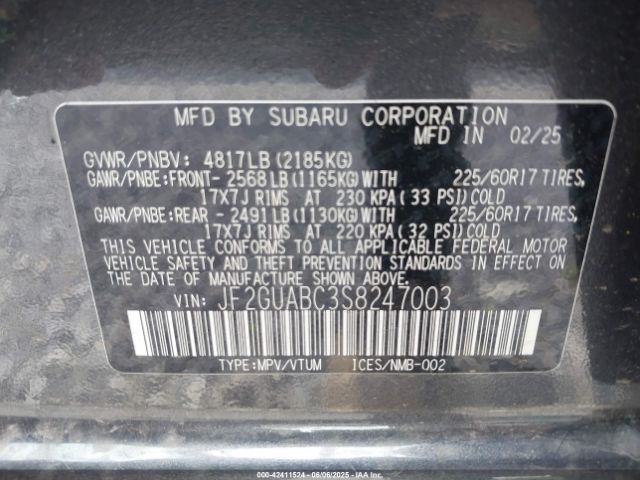 MFD BY SUBARU CORPORATION
MFD IN 02/25
GVWR/PNBV: 4817LB(2185KG)
GAWR/PNBE:FRONT- 2568LB(1165KG)WITH 225/60R17 TIRES,
17X7J RIMS AT 230 KPA(33 PSI)COLD
GAWR/PNBE:REAR - 2491LB(1130KG)WITH 225/60R17 TIRES,
17X7J RIMS AT 220 KPA(32 PSI)COLD
THIS VEHICLE CONFORMS TO ALL APPLICABLE FEDERAL MOTOR
VEHICLE SAFETY AND THEFT PREVENTION STANDARDS IN EFFECT
ON THE DATE OF MANUFACTURE SHOWN ABOVE.
VIN: JF2GUABC3S8247003
TYPE:MPV/VTUM ICES/NMB-002
000-42411524 - 06/06/2025 - © IAA Holdings, LLC